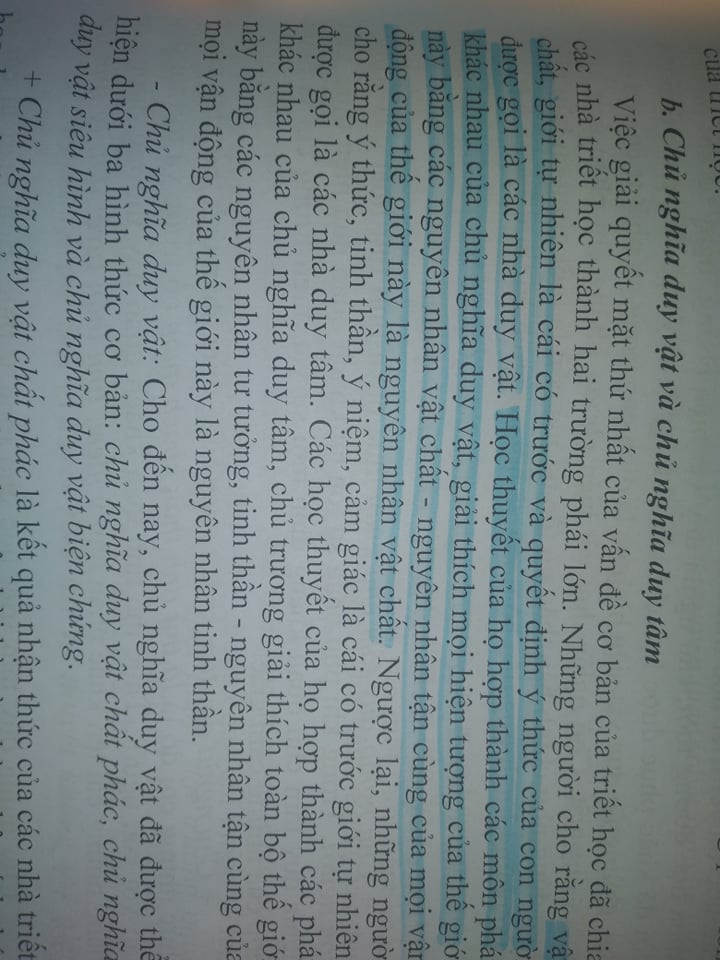 của triết học.
b. Chủ nghĩa duy vật và chủ nghĩa duy tâm
Việc giải quyết mặt thứ nhất của vấn đề cơ bản của triết học đã chia
các nhà triết học thành hai trường phái lớn. Những người cho rằng vậ
chất, giới tự nhiên là cái có trước và quyết định ý thức của con ngườ
được gọi là các nhà duy vật. Học thuyết của họ hợp thành các môn phá
khác nhau của chủ nghĩa duy vật, giải thích mọi hiện tượng của thế giớ
này bằng các nguyên nhân vật chất - nguyên nhân tận cùng của mọi vận
động của thế giới này là nguyên nhân vật chất. Ngược lại, những ngườ
cho rằng ý thức, tinh thần, ý niệm, cảm giác là cái có trước giới tự nhiên
được gọi là các nhà duy tâm. Các học thuyết của họ hợp thành các phá
khác nhau của chủ nghĩa duy tâm, chủ trương giải thích toàn bộ thế giớ
này bằng các nguyên nhân tư tưởng, tinh thần - nguyên nhân tận cùng của
mọi vận động của thế giới này là nguyên nhân tinh thần.
- Chủ nghĩa duy vật: Cho đến nay, chủ nghĩa duy vật đã được thể
hiện dưới ba hình thức cơ bản: chủ nghĩa duy vật chất phác, chủ nghĩa
duy vật siêu hình và chủ nghĩa duy vật biện chứng.
+ Chủ nghĩa duy vật chất phác là kết quả nhận thức của các nhà triết